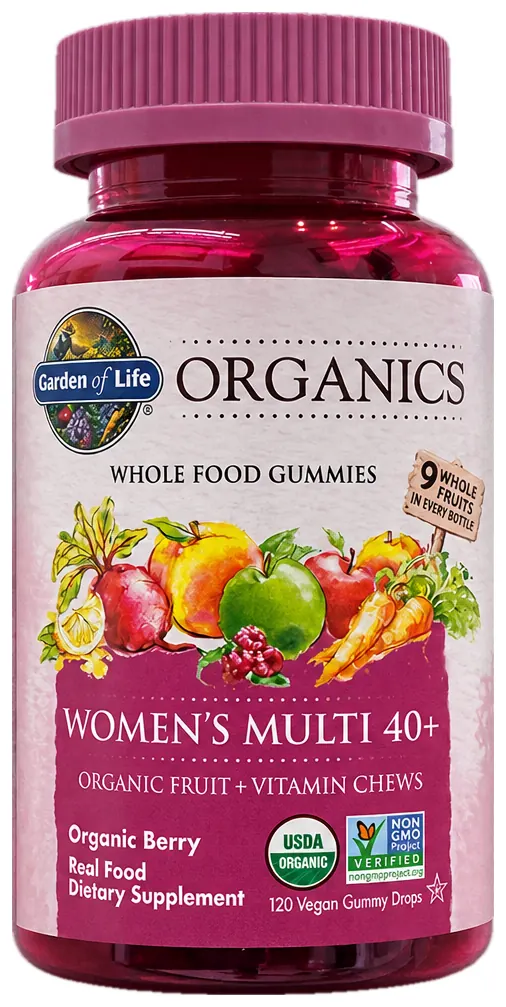 Garden of Life
®
ORGANICS
WHOLE FOOD GUMMIES
9 WHOLE
FRUITS
IN EVERY BOTTLE
WOMEN'S MULTI 40+
ORGANIC FRUIT + VITAMIN CHEWS
Organic Berry
Real Food
Dietary Supplement
USDA
ORGANIC
NON
GMO
Project
VERIFIED
nongmoproject.org
120 Vegan Gummy Drops
K